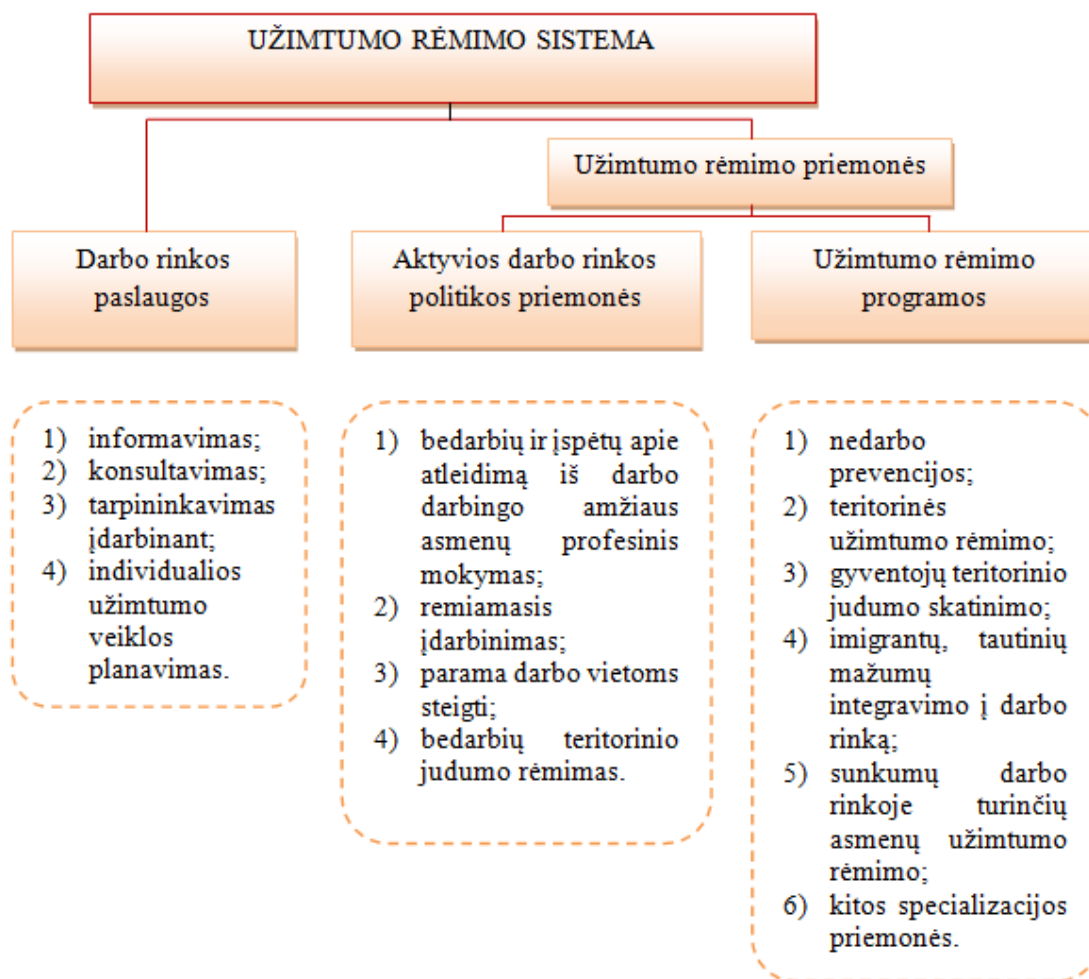 UŽIMTUMO RĖMIMO SISTEMA
Užimtumo rėmimo priemonės
Darbo rinkos
paslaugos
Aktyvios darbo rinkos
politikos priemonės
Užimtumo rėmimo
programos
1) informavimas;
2) konsultavimas;
3) tarpininkavimas
įdarbinant;
4) individualios
užimtumo
veiklos
planavimas.
1) bedarbių ir įspėtų apie
atleidimą iš darbo
darbingo amžiaus
asmenų profesinis
mokymas;
2) remiamasis
įdarbinimas;
3) parama darbo vietoms
steigti;
4) bedarbių teritorinio
judumo rėmimas.
1) nedarbo
prevencijos;
2) teritorinės
užimtumo rėmimo;
3) gyventojų teritorinio
judumo skatinimo;
4) imigrantų, tautinių
mažumų
integravimo į darbo
rinką;
5) sunkumų darbo
rinkoje turinčių
asmenų užimtumo
rėmimo;
6) kitos specializacijos
priemonės.